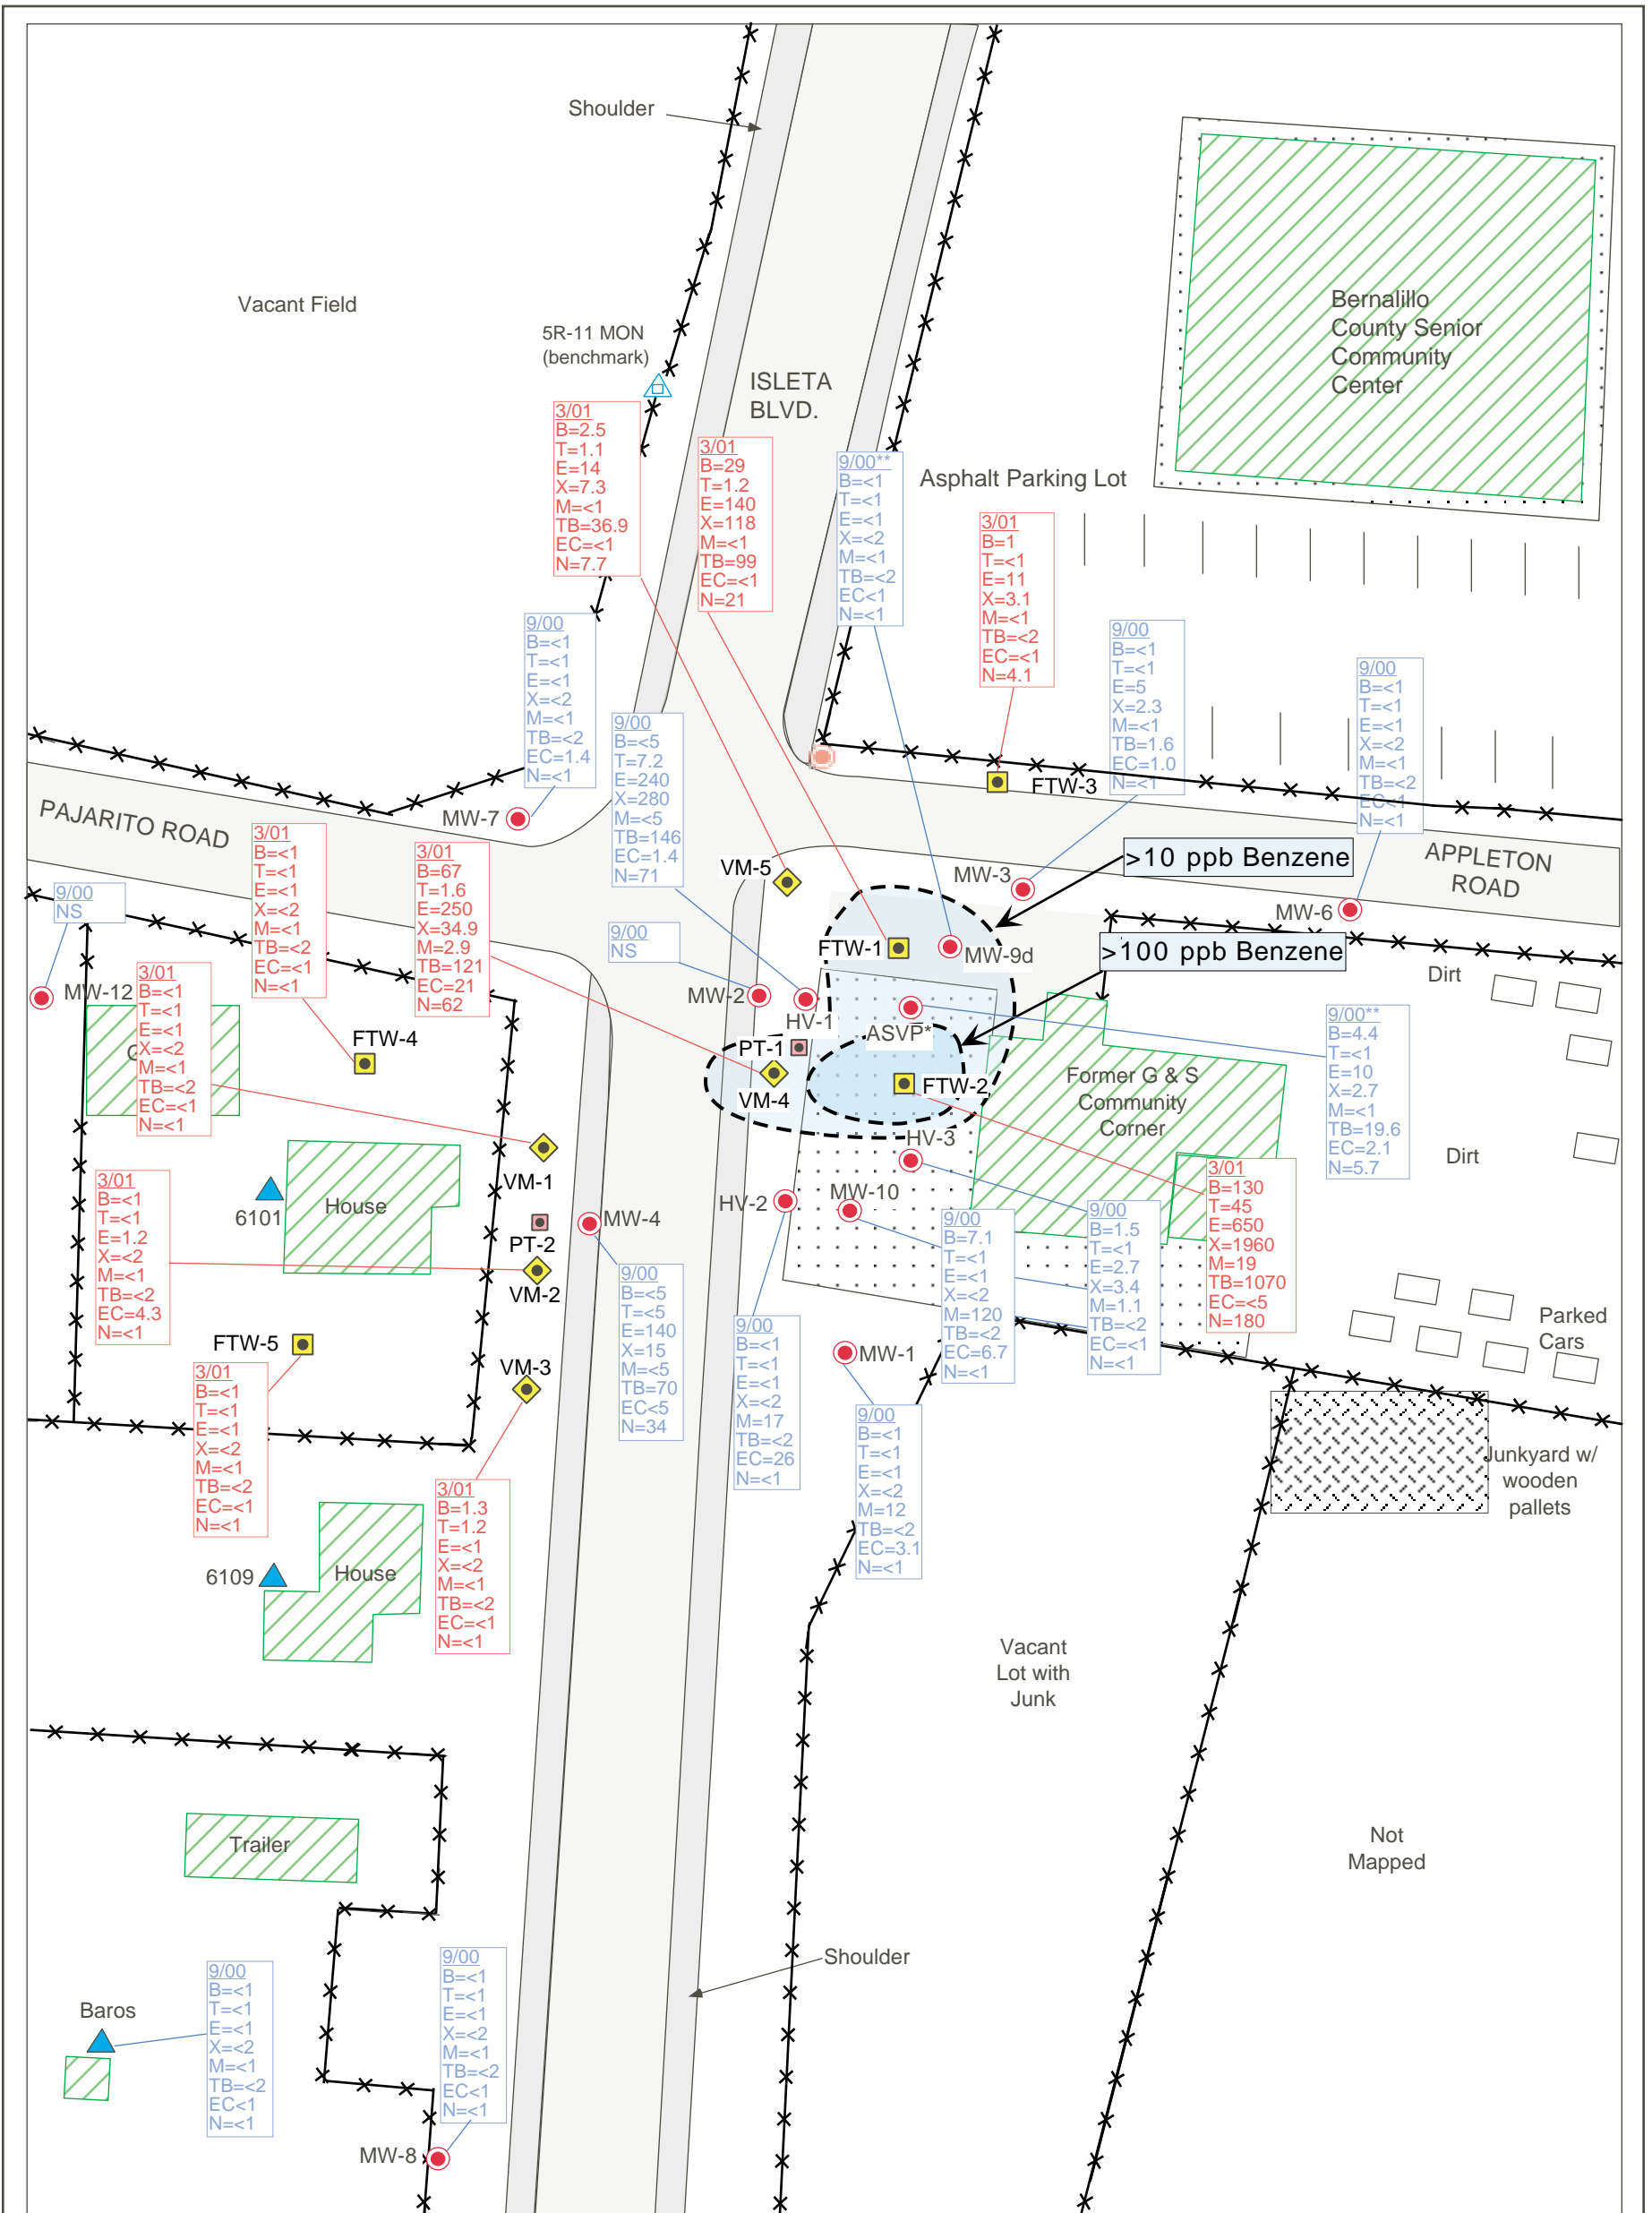 Shoulder
Vacant Field
5R-11 MON
(benchmark)
ISLETA
BLVD.
Bernalillo
County Senior
Community
Center
Asphalt Parking Lot
3/01
B=2.5
T=1.1
E=14
X=7.3
M=<1
TB=36.9
EC=<1
N=7.7
3/01
B=29
T=1.2
E=140
X=118
M=<1
TB=99
EC=<1
N=21
9/00**
B=<1
T=<1
E=<1
X=<2
M=<1
TB=<2
EC<1
N=<1
3/01
B=1
T=<1
E=11
X=3.1
M=<1
TB=<2
EC=<1
N=4.1
9/00
B=<1
T=<1
E=<1
X=<2
M=<1
TB=<2
EC=1.4
N=<1
9/00
B=<1
T=<1
E=5
X=2.3
M=<1
TB=1.6
EC=1.0
N=<1
9/00
B=<1
T=<1
E=<1
X=<2
M=<1
TB=<2
EC<1
N=<1
9/00
B=<5
T=7.2
E=240
X=280
M=<5
TB=146
EC=1.4
N=71
FTW-3
MW-7
PAJARITO ROAD
3/01
B=<1
T=<1
E=<1
X=<2
M=<1
TB=<2
EC=<1
N=<1
3/01
B=67
T=1.6
E=250
X=34.9
M=2.9
TB=121
EC=21
N=62
VM-5
MW-3
>10 ppb Benzene
APPLETON
ROAD
9/00
NS
MW-6
9/00
NS
FTW-1
MW-9d
>100 ppb Benzene
Dirt
3/01
B=<1
T=<1
E=<1
X=<2
M=<1
TB=<2
EC=<1
N=<1
MW-12
MW-2
HV-1
ASVP*
9/00**
B=4.4
T=<1
E=10
X=2.7
M=<1
TB=19.6
EC=2.1
N=5.7
FTW-4
PT-1
VM-4
FTW-2
Former G & S
Community
Corner
HV-3
Dirt
VM-1
3/01
B=<1
T=<1
E=1.2
X=<2
M=<1
TB=<2
EC=4.3
N=<1
6101
House
PT-2
MW-4
VM-2
HV-2
MW-10
3/01
B=130
T=45
E=650
X=1960
M=19
TB=1070
EC=<5
N=180
9/00
B=1.5
T=<1
E=2.7
X=3.4
M=1.1
TB=<2
EC=<1
N=<1
9/00
B=7.1
T=<1
E=<1
X=<2
M=120
TB=<2
EC=6.7
N=<1
9/00
B=<5
T=<5
E=140
X=15
M=<5
TB=70
EC<5
N=34
9/00
B=<1
T=<1
E=<1
X=<2
M=17
TB=<2
EC=26
N=<1
Parked
Cars
FTW-5
3/01
B=<1
T=<1
E=<1
X=<2
M=<1
TB=<2
EC=<1
N=<1
VM-3
MW-1
9/00
B=<1
T=<1
E=<1
X=<2
M=12
TB=<2
EC=3.1
N=<1
Junkyard w/
wooden
pallets
3/01
B=1.3
T=1.2
E=<1
X=<2
M=<1
TB=<2
EC=<1
N=<1
6109
House
Vacant
Lot with
Junk
Trailer
Not
Mapped
Shoulder
9/00
B=<1
T=<1
E=<1
X=<2
M=<1
TB=<2
EC<1
N=<1
9/00
B=<1
T=<1
E=<1
X=<2
M=<1
TB=<2
EC<1
N=<1
Baros
MW-8